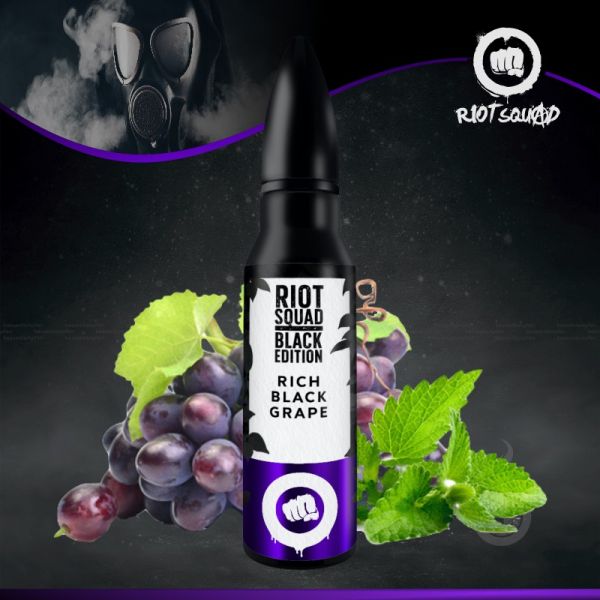 RIOT SQUAD
RIOT
SQUAD
BLACK
EDITION
RICH
BLACK
GRAPE